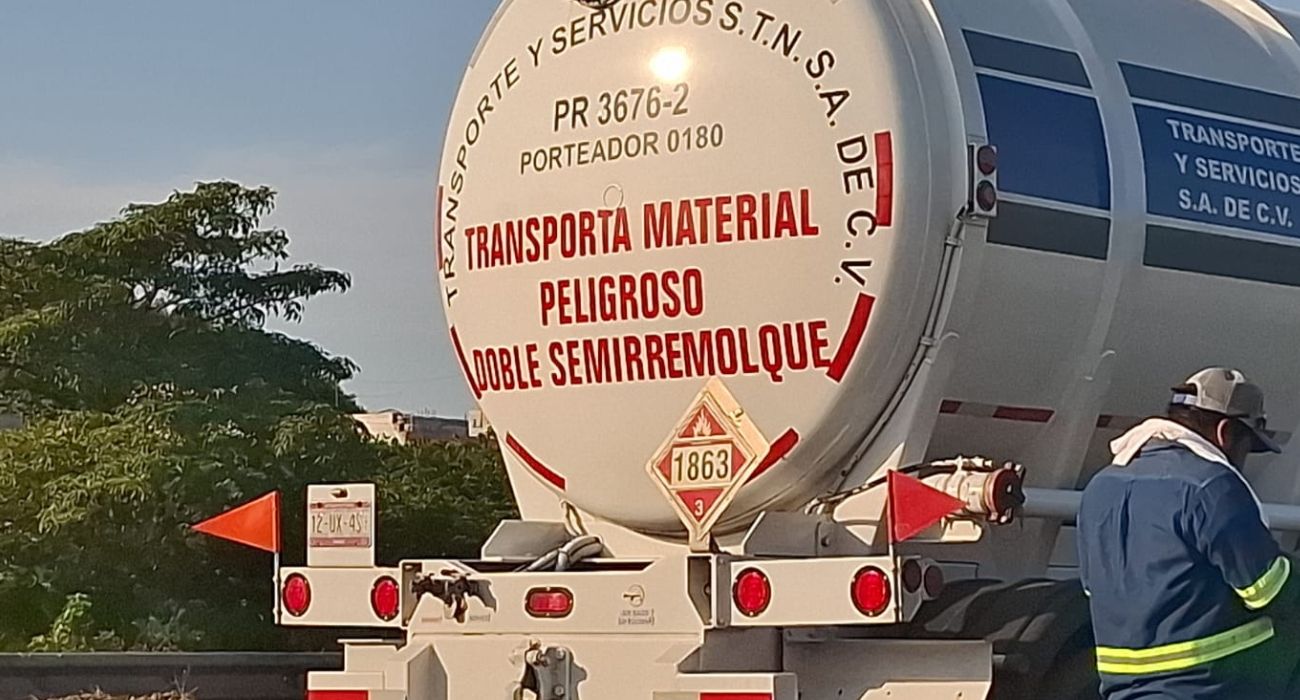 TRANSPORTE Y SERVICIOS S.T.N. S.A. DE C.V.
PR 3676-2
PORTEADOR 0180
TRANSPORTA MATERIAL
PELIGROSO
DOBLE SEMIRREMOLQUE
1863
3
TRANSPORTE
Y SERVICIOS
S.A. DE C.V.